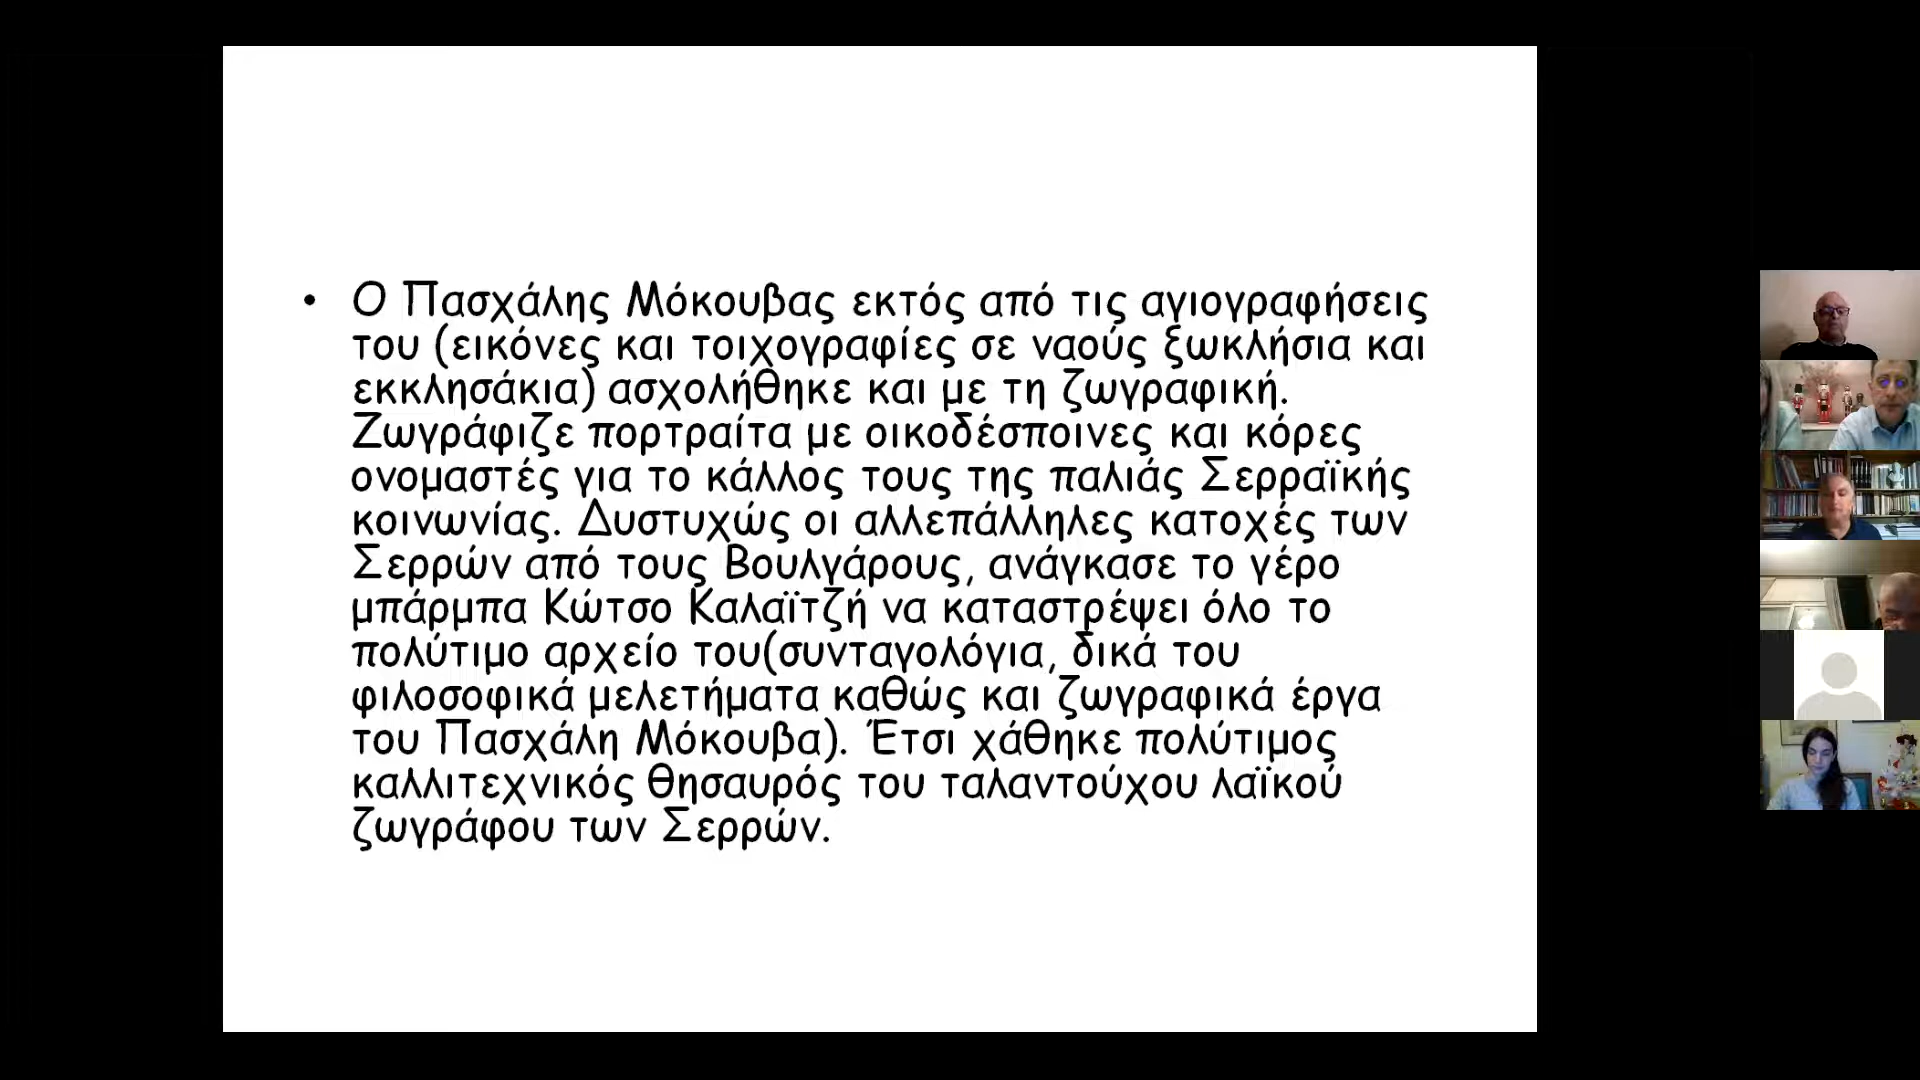 • Ο Πασχάλης Μόκουβας εκτός από τις αγιογραφήσεις
του (εικόνες και τοιχογραφίες σε ναούς ξωκλήσια και
εκκλησάκια) ασχολήθηκε και με τη ζωγραφική.
Ζωγράφιζε πορτραίτα με οικοδέσποινες και κόρες
ονομαστές για το κάλλος τους της παλιάς Σερραϊκής
κοινωνίας. Δυστυχώς οι αλλεπάλληλες κατοχές των
Σερρών από τους Βουλγάρους, ανάγκασε το γέρο
μπάρμπα Κώτσο Καλαϊτζή να καταστρέψει όλο το
πολύτιμο αρχείο του(συνταγολόγια, δικά του
φιλοσοφικά μελετήματα καθώς και ζωγραφικά έργα
του Πασχάλη Μόκουβα). Έτσι χάθηκε πολύτιμος
καλλιτεχνικός θησαυρός του ταλαντούχου λαϊκού
ζωγράφου των Σερρών.